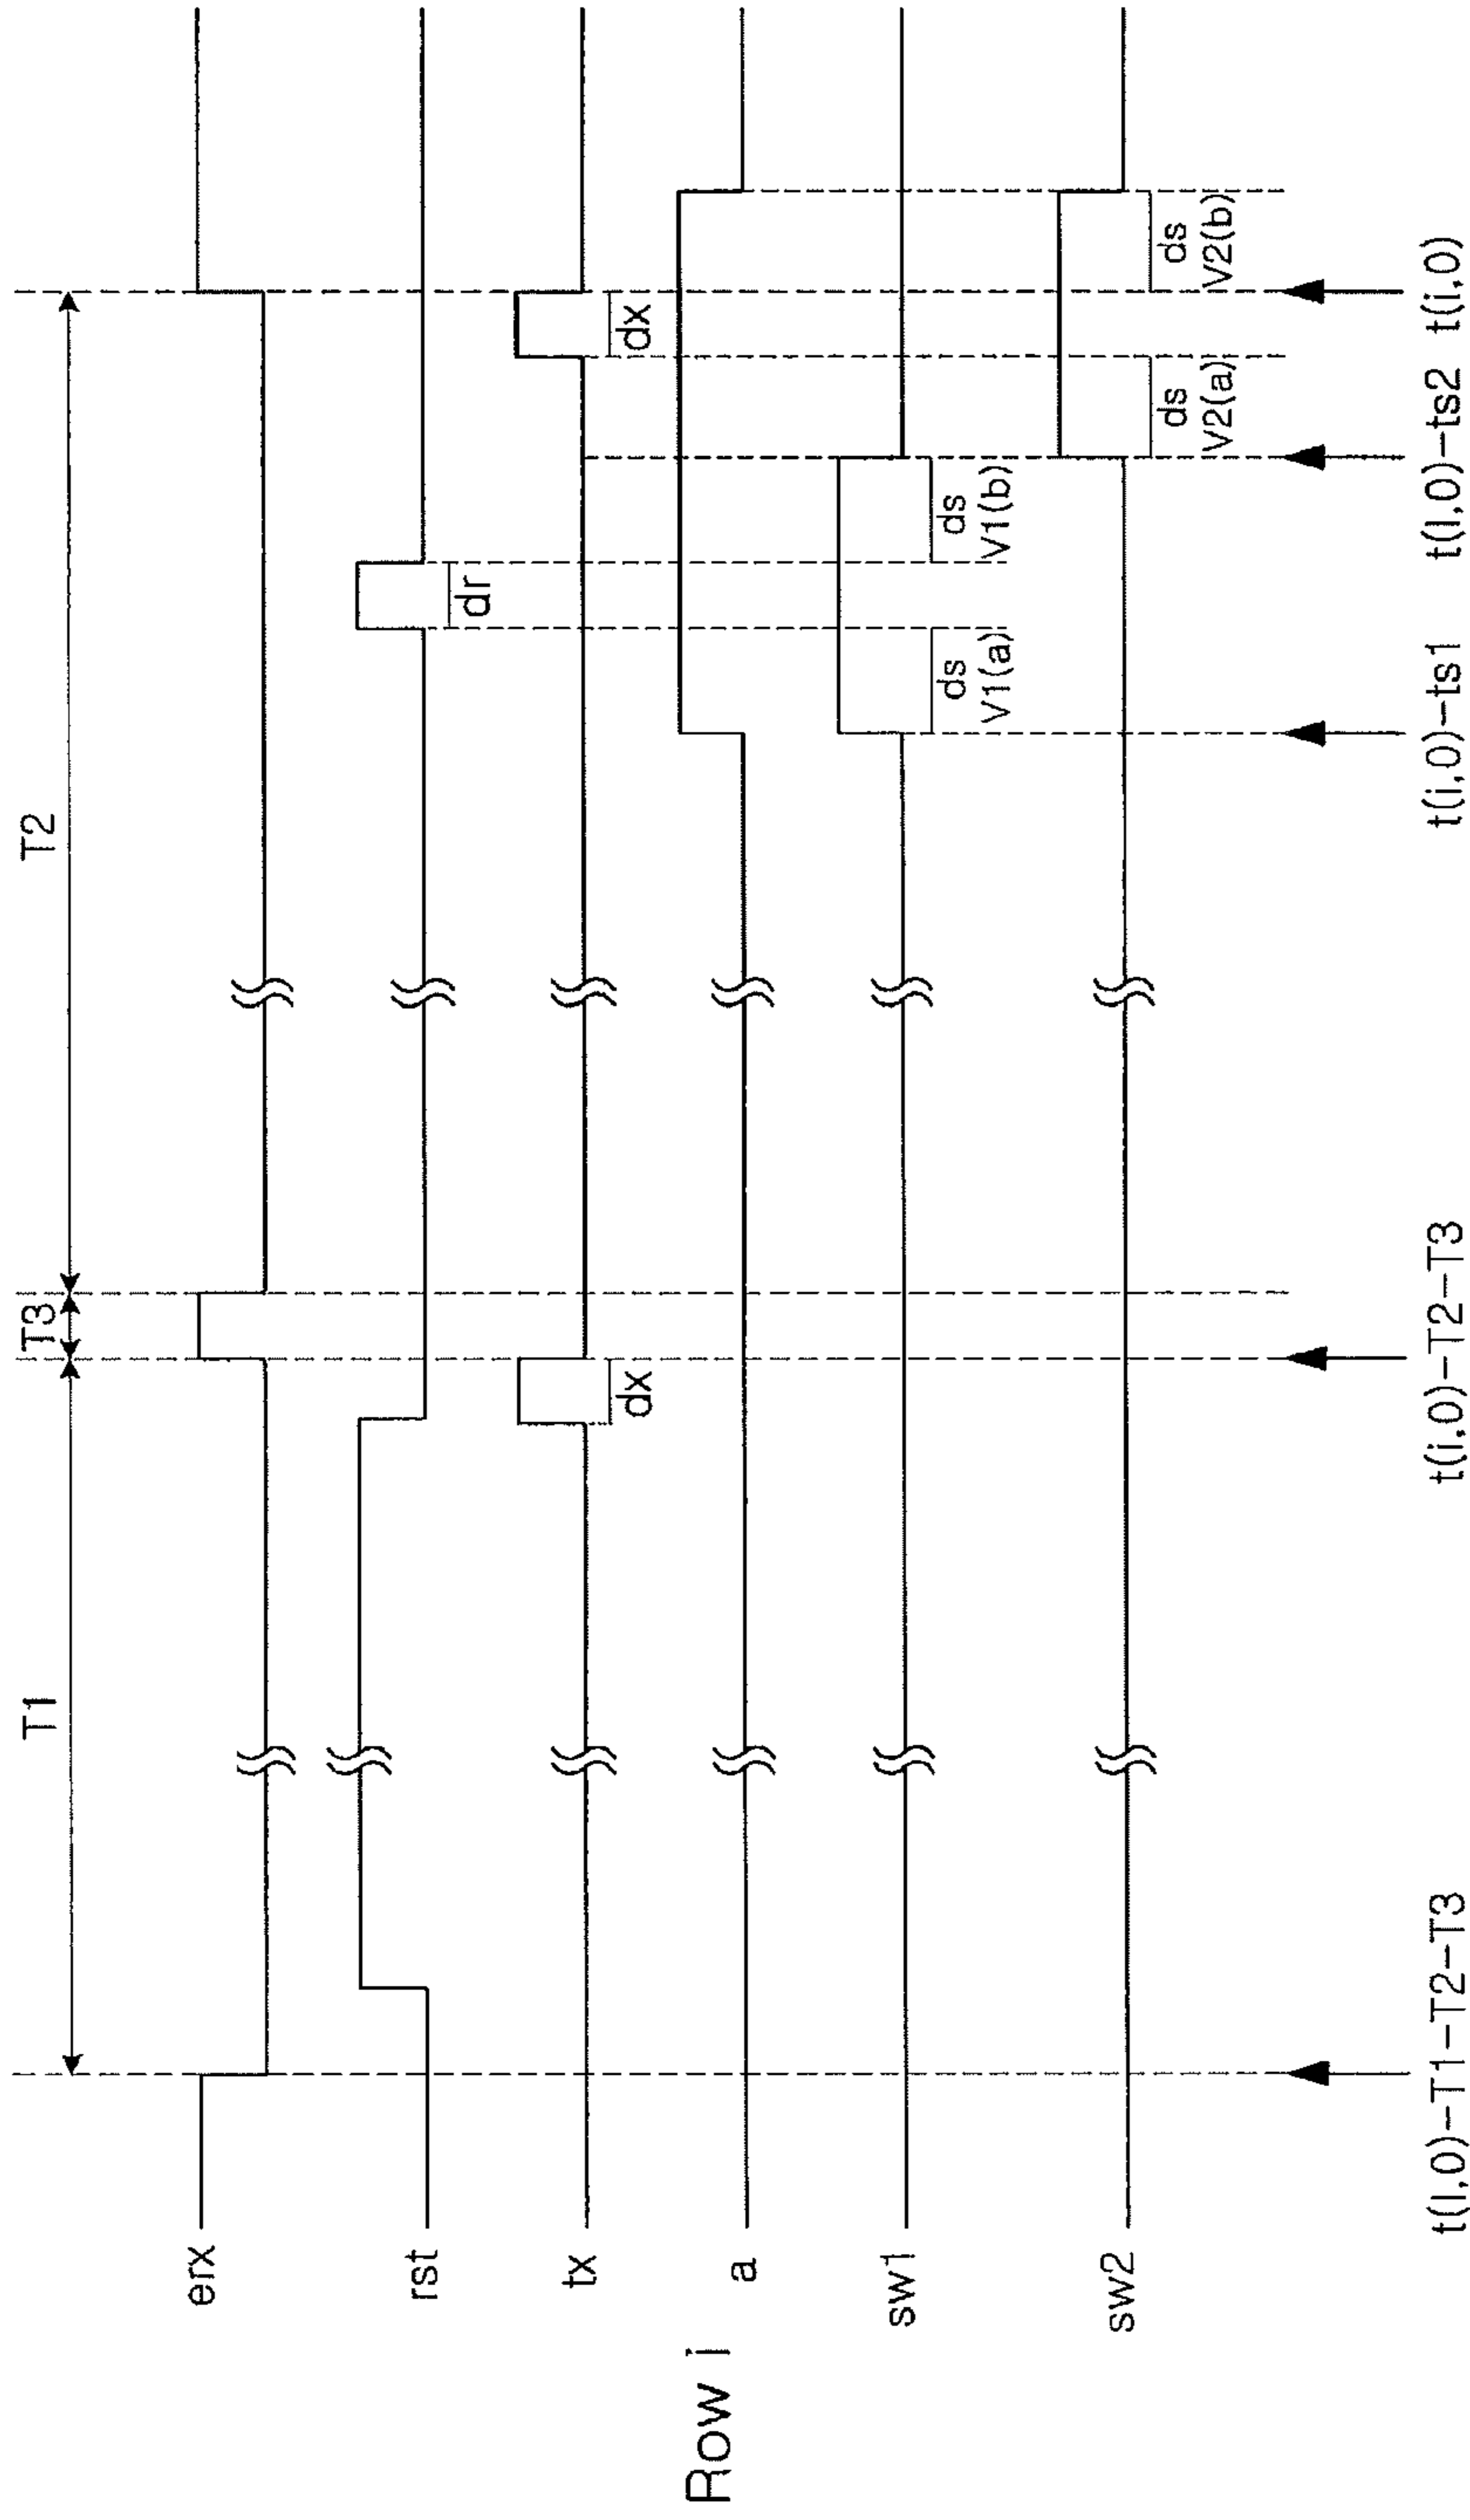 T1
T3
T2
erx
rst
dr
tx
dx
dx
a
Row i
sw1
ds
V1(a)
ds
V1(b)
sw2
ds
V2(a)
ds
V2(b)
t(i,0)-T1-T2-T3
t(i,0)-T2-T3
t(i,0)-ts1
t(i,0)-ts2
t(i,0)